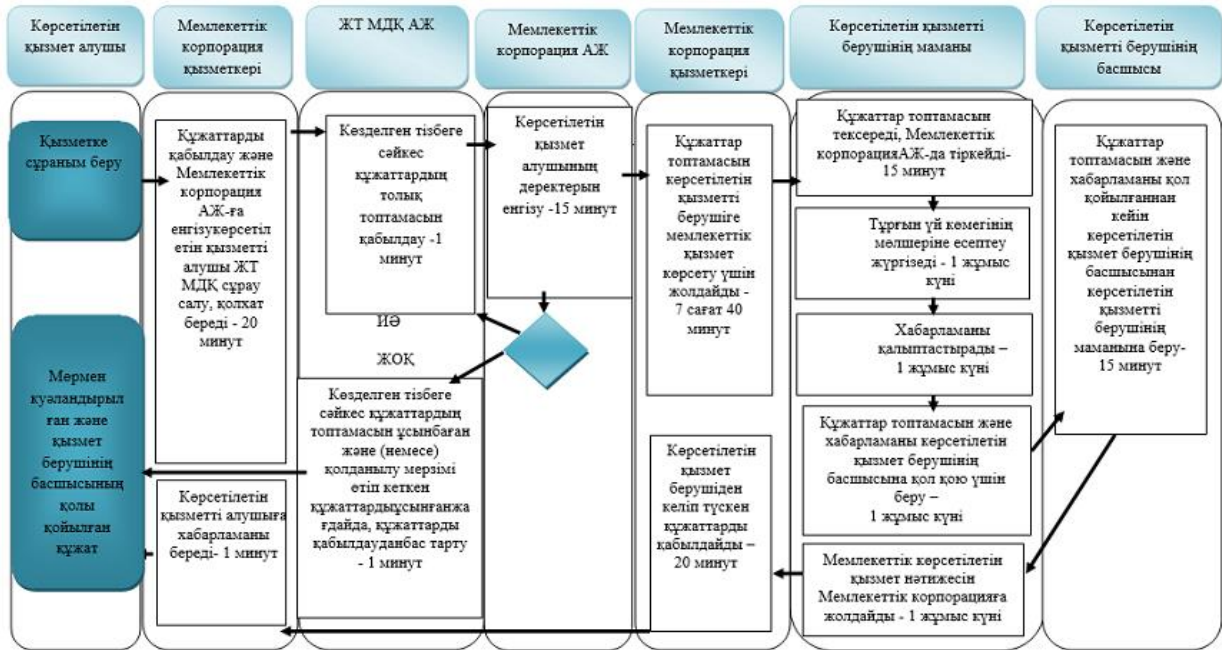 Көрсетілетін
қызмет алушы
Мемлекеттік
корпорация
қызметкері
ЖТ МДҚ АЖ
Мемлекеттік
корпорация АЖ
Мемлекеттік
корпорация
қызметкері
Көрсетілетін қызметті
берушінің маманы
Көрсетілетін
қызметті берушінің
басшысы
Қызметке
сұраным беру
Мөрмен
куәландырыл
ған және
қызмет
берушінің
басшысының
қолы
қойылған
құжат
Құжаттарды
қабылдау және
Мемлекеттік
корпорация
АЖ-ға
енгізукөрсетіл
етін қызметті
алушы ЖТ
МДҚ сұрау
салу, қолхат
береді - 20
минут
Көрсетілетін
қызметті алушыға
хабарламаны
береді- 1 минут
Көзделген тізбеге
сәйкес
құжаттардың
толық
топтамасын
қабылдау -1
минут
ИӘ
ЖОҚ
Көзделген тізбеге
сәйкес құжаттардың
топтамасын ұсынбаған
және (немесе)
қолданылу мерзімі
өтіп кеткен
құжаттардыұсынғанжа
ғдайда, құжаттарды
қабылдауданбас тарту
- 1 минут
Көрсетілетін
қызмет
алушының
деректерын
енгізу -15 минут
Құжаттар
топтамасын
көрсетілетін
қызметті
берушіге
мемлекеттік
қызмет
көрсету үшін
жолдайды -
7 сағат 40
минут
Көрсетілетін
қызмет
берушіден
келіп түскен
құжаттарды
қабылдайды –
20 минут
Құжаттар топтамасын
тексереді, Мемлекеттік
корпорацияАЖ-да тіркейді-
15 минут
Тұрғын үй көмегінің
мөлшеріне есептеу
жүргізеді - 1 жұмыс
күні
Хабарламаны
қалыптастырады –
1 жұмыс күні
Құжаттар топтамасын және
хабарламаны көрсетілетін
қызмет берушінің
басшысына қол қою үшін
беру –
1 жұмыс күні
Мемлекеттік көрсетілетін
қызмет нәтижесін
Мемлекеттік корпорацияға
жолдайды - 1 жұмыс күні
Құжаттар
топтамасын және
хабарламаны қол
қойылғаннан
кейін
көрсетілетін
қызмет берушінің
басшысынан
көрсетілетін
қызметті
берушінің
маманына беру-
15 минут